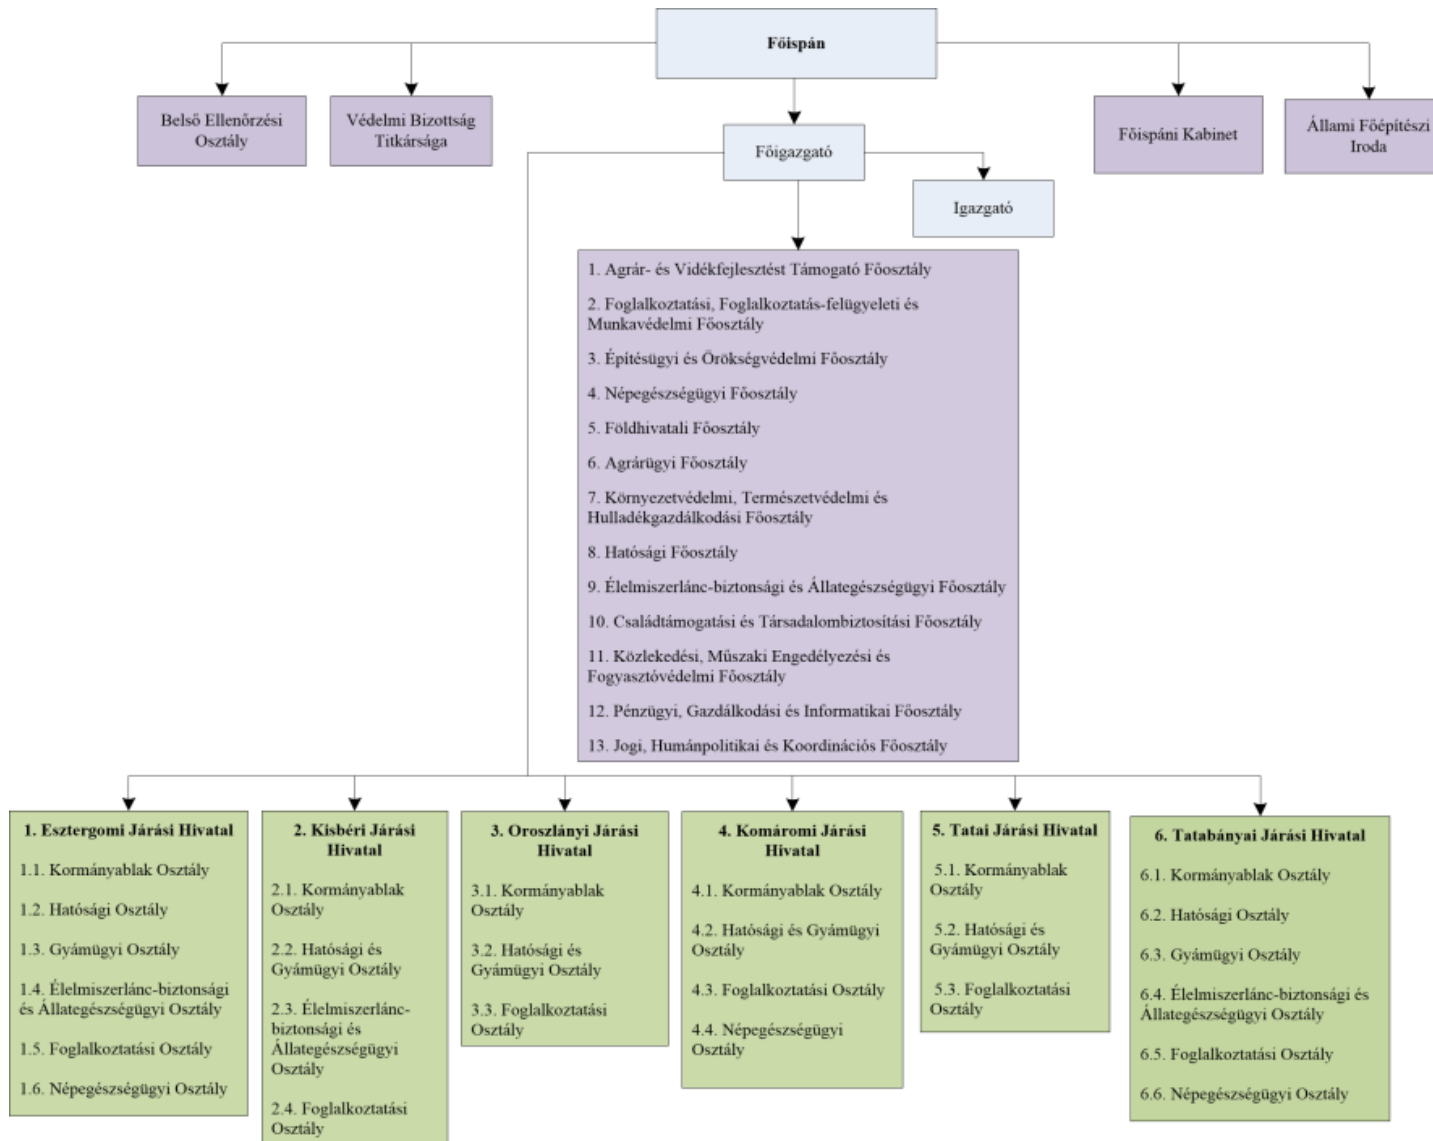 Főispán
Belső Ellenőrzési
Osztály
Védelmi Bizottság
Titkársága
Főispáni Kabinet
Állami Főépítészi
Iroda
Főigazgató
Igazgató
1. Agrár- és Vidékfejlesztést Támogató Főosztály
2. Foglalkoztatási, Foglalkoztatás-felügyeleti és
Munkavédelmi Főosztály
3. Építésügyi és Örökségvédelmi Főosztály
4. Népegészségügyi Főosztály
5. Földhivatali Főosztály
6. Agrárügyi Főosztály
7. Környezetvédelmi, Természetvédelmi és
Hulladékgazdálkodási Főosztály
8. Hatósági Főosztály
9. Élelmiszerlánc-biztonsági és Állategészségügyi Főosztály
10. Családtámogatási és Társadalombiztosítási Főosztály
11. Közlekedési, Műszaki Engedélyezési és
Fogyasztóvédelmi Főosztály
12. Pénzügyi, Gazdálkodási és Informatikai Főosztály
13. Jogi, Humánpolitikai és Koordinációs Főosztály
1. Esztergomi Járási Hivatal
1.1. Kormányablak Osztály
1.2. Hatósági Osztály
1.3. Gyámügyi Osztály
1.4. Élelmiszerlánc-biztonsági
és Állategészségügyi Osztály
1.5. Foglalkoztatási Osztály
1.6. Népegészségügyi Osztály
2. Kisbéri Járási
Hivatal
2.1. Kormányablak
Osztály
2.2. Hatósági és
Gyámügyi Osztály
2.3. Élelmiszerlánc-
biztonsági és
Állategészségügyi
Osztály
2.4. Foglalkoztatási
Osztály
3. Oroszlányi Járási
Hivatal
3.1. Kormányablak
Osztály
3.2. Hatósági és
Gyámügyi Osztály
3.3. Foglalkoztatási
Osztály
4. Komáromi Járási
Hivatal
4.1. Kormányablak Osztály
4.2. Hatósági és Gyámügyi
Osztály
4.3. Foglalkoztatási Osztály
4.4. Népegészségügyi
Osztály
5. Tatai Járási Hivatal
5.1. Kormányablak
Osztály
5.2. Hatósági és
Gyámügyi Osztály
5.3. Foglalkoztatási
Osztály
6. Tatabányai Járási Hivatal
6.1. Kormányablak Osztály
6.2. Hatósági Osztály
6.3. Gyámügyi Osztály
6.4. Élelmiszerlánc-biztonsági és
Állategészségügyi Osztály
6.5. Foglalkoztatási Osztály
6.6. Népegészségügyi Osztály